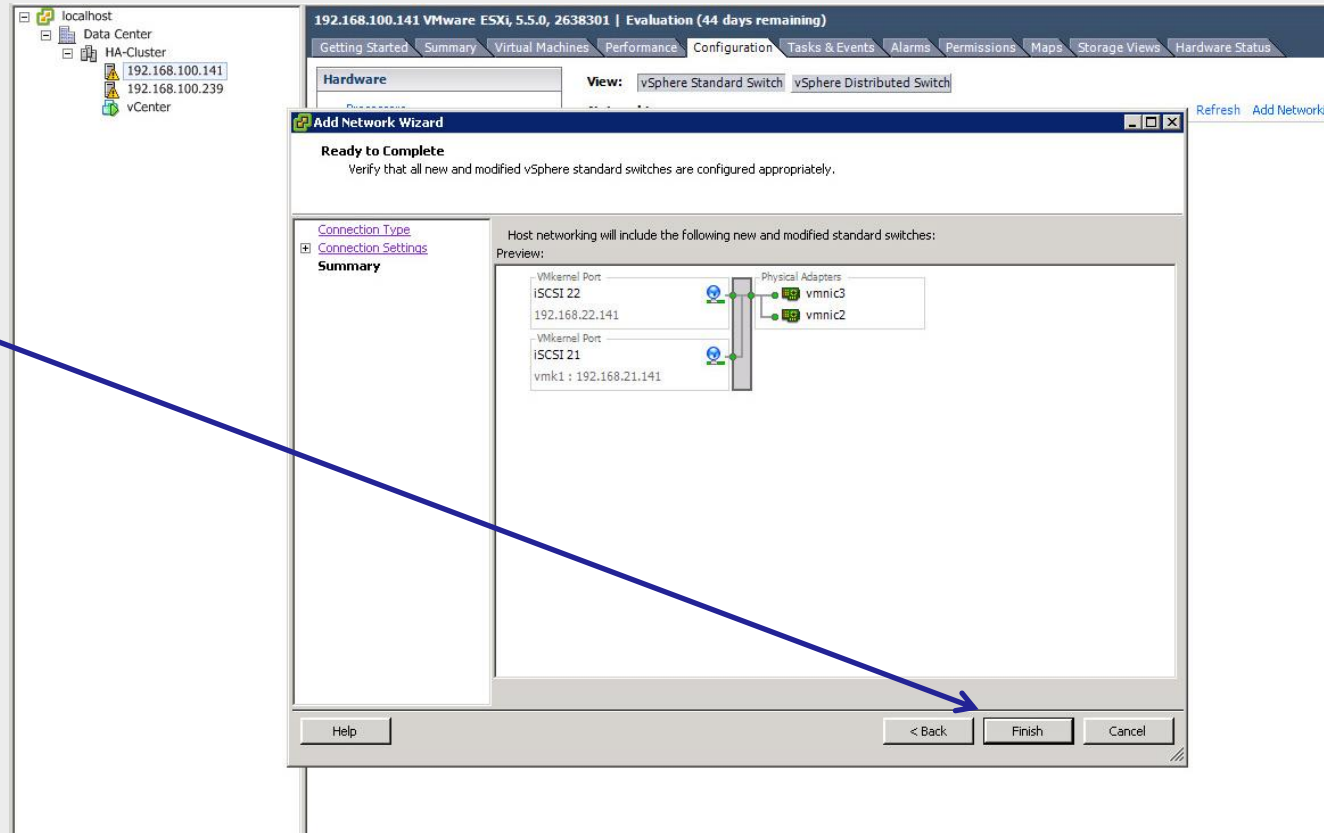 localhost
Data Center
HA-Cluster
192.168.100.141
192.168.100.239
vCenter
192.168.100.141 VMware ESXi, 5.5.0, 2638301 | Evaluation (44 days remaining)
Getting Started Summary Virtual Machines Performance Configuration Tasks & Events Alarms Permissions Maps Storage Views Hardware Status
Hardware
View: vSphere Standard Switch vSphere Distributed Switch
Refresh Add Networki
Add Network Wizard
Ready to Complete
Verify that all new and modified vSphere standard switches are configured appropriately.
Connection Type
Connection Settings
Summary
Host networking will include the following new and modified standard switches:
Preview:
VMkernel Port
iSCSI 22
192.168.22.141
VMkernel Port
iSCSI 21
vmk1 : 192.168.21.141
Physical Adapters
vmnic3
vmnic2
Help
< Back
Finish
Cancel